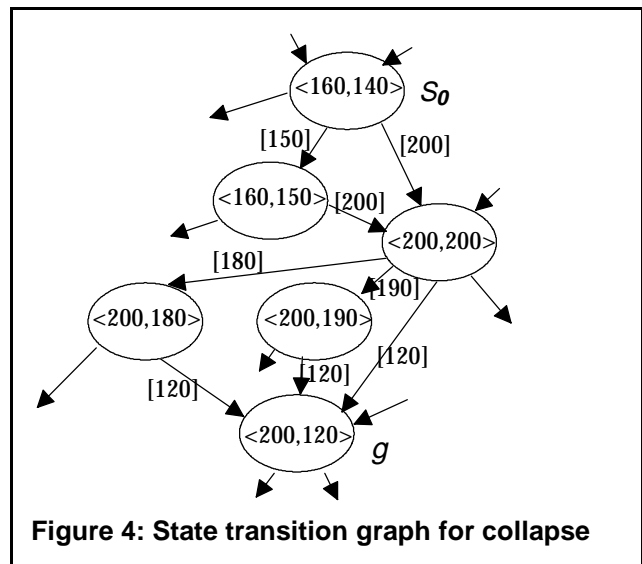 <160,140> S0
[150] [200]
<160,150> [200]
<200,200>
[180]
[190]
<200,180> <200,190>
[120] [120] [120]
<200,120> g
Figure 4: State transition graph for collapse